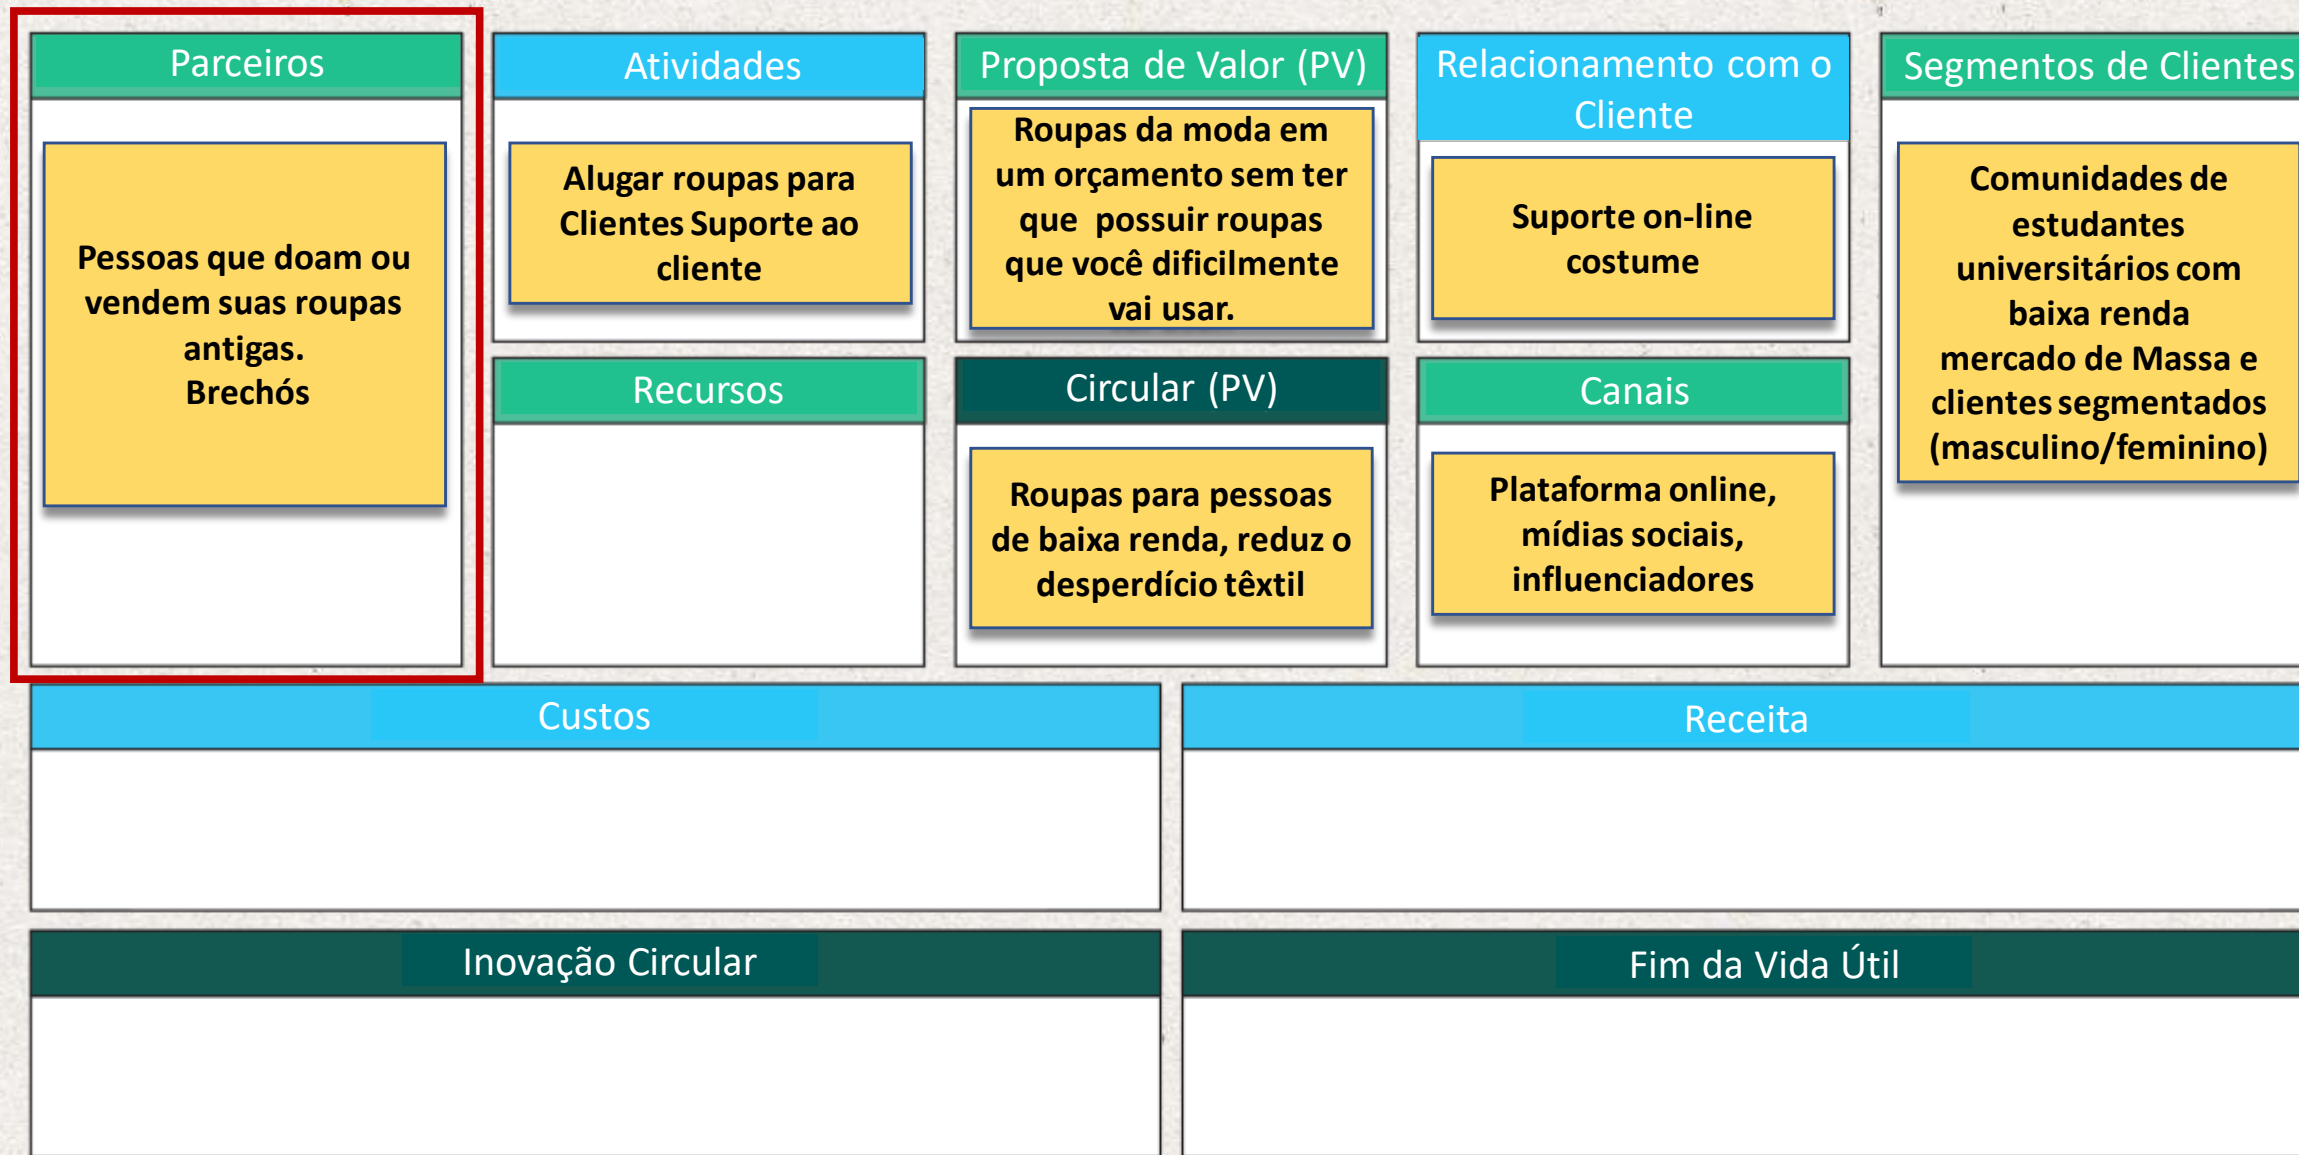 Parceiros
Pessoas que doam ou
vendem suas roupas
antigas.
Brechós
Atividades
Alugar roupas para
Clientes Suporte ao
cliente
Recursos
Proposta de Valor (PV)
Roupas da moda em
um orçamento sem ter
que possuir roupas
que você dificilmente
vai usar.
Circular (PV)
Roupas para pessoas
de baixa renda, reduz o
desperdício têxtil
Relacionamento com o
Cliente
Suporte on-line
costume
Canais
Plataforma online,
mídias sociais,
influenciadores
Segmentos de Clientes
Comunidades de
estudantes
universitários com
baixa renda
mercado de Massa e
clientes segmentados
(masculino/feminino)
Custos
Receita
Inovação Circular
Fim da Vida Útil